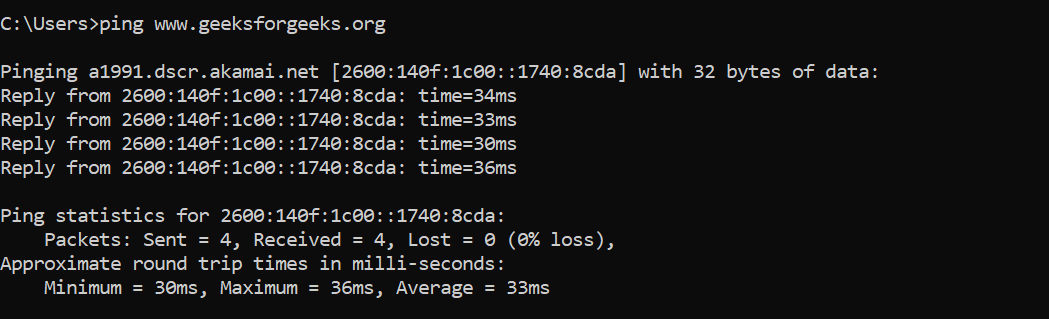 C:\Users>ping www.geeksforgeeks.org
Pinging a1991.dscr.akamai.net [2600:140f:1c00::1740:8cda] with 32 bytes of data:
Reply from 2600:140f:1c00::1740:8cda: time=34ms
Reply from 2600:140f:1c00::1740:8cda: time=33ms
Reply from 2600:140f:1c00::1740:8cda: time=30ms
Reply from 2600:140f:1c00::1740:8cda: time=36ms
Ping statistics for 2600:140f:1c00::1740:8cda:
    Packets: Sent = 4, Received = 4, Lost = 0 (0% loss),
Approximate round trip times in milli-seconds:
    Minimum = 30ms, Maximum = 36ms, Average = 33ms